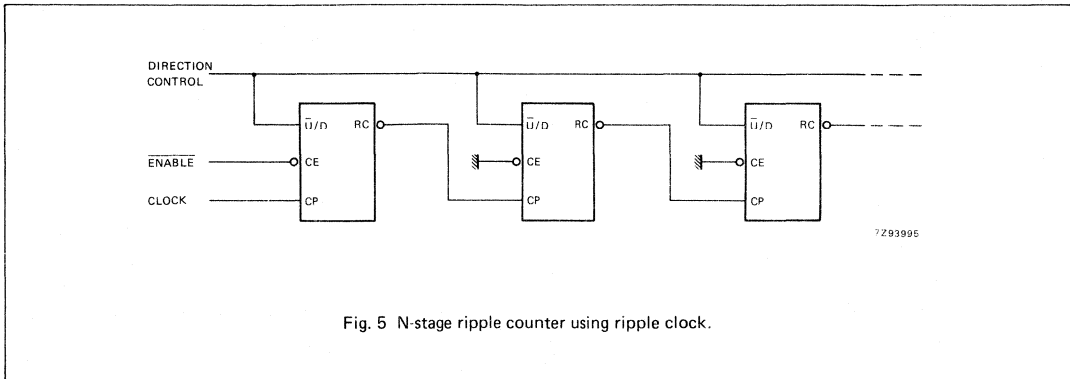 DIRECTION
CONTROL
U̅/D RC U̅/D RC U̅/D RC
E̅N̅A̅B̅L̅E̅ CE CE CE
CLOCK CP CP CP
7Z93995
Fig. 5 N-stage ripple counter using ripple clock.